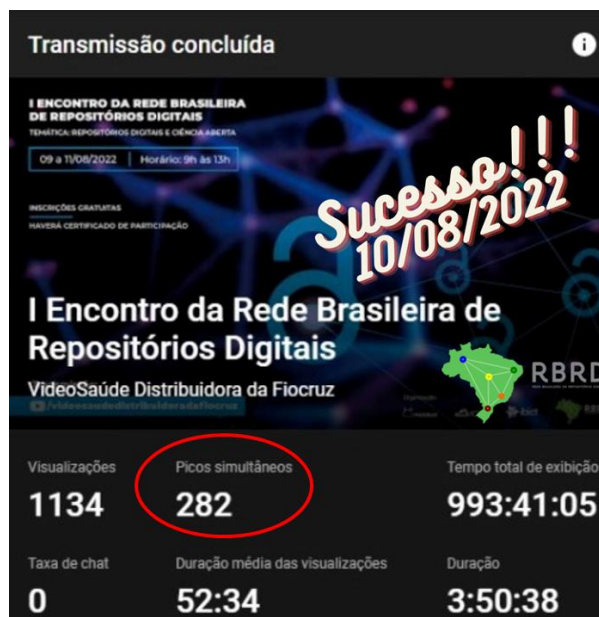 Transmissão concluída
I ENCONTRO DA REDE BRASILEIRA
DE REPOSITÓRIOS DIGITAIS
TEMÁTICA: REPOSITÓRIOS DIGITAIS E CIÊNCIA ABERTA
09 a 11/08/2022 | Horário: 9h às 13h
INSCRIÇÕES GRATUITAS
HAVERÁ CERTIFICADO DE PARTICIPAÇÃO
Sucesso!!!
10/08/2022
I Encontro da Rede Brasileira de
Repositórios Digitais
VideoSaúde Distribuidora da Fiocruz
RBRD
/videosaudedistribuidoradafiocruz
Visualizações Picos simultâneos Tempo total de exibição
1134 282 993:41:05
Taxa de chat Duração média das visualizações Duração
0 52:34 3:50:38